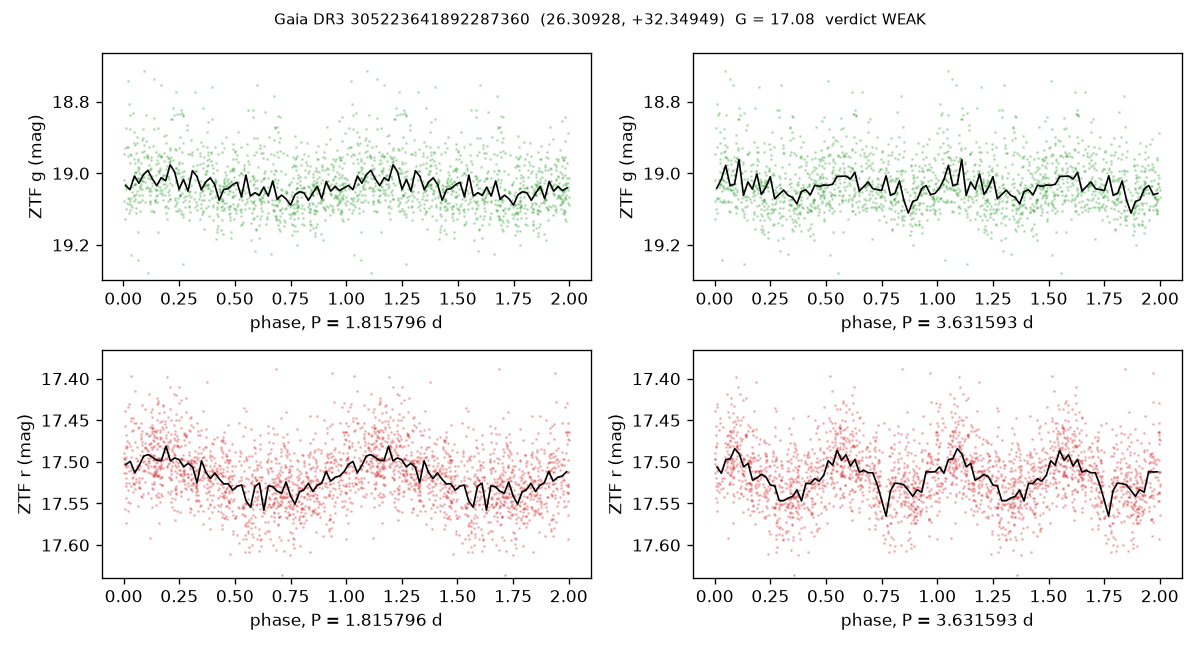 Gaia DR3 305223641892287360 (26.30928, +32.34949) G = 17.08 verdict WEAK
ZTF g (mag)
18.8
19.0
19.2
0.00 0.25 0.50 0.75 1.00 1.25 1.50 1.75 2.00
phase, P = 1.815796 d
ZTF g (mag)
18.8
19.0
19.2
0.00 0.25 0.50 0.75 1.00 1.25 1.50 1.75 2.00
phase, P = 3.631593 d
ZTF r (mag)
17.40
17.45
17.50
17.55
17.60
0.00 0.25 0.50 0.75 1.00 1.25 1.50 1.75 2.00
phase, P = 1.815796 d
ZTF r (mag)
17.40
17.45
17.50
17.55
17.60
0.00 0.25 0.50 0.75 1.00 1.25 1.50 1.75 2.00
phase, P = 3.631593 d